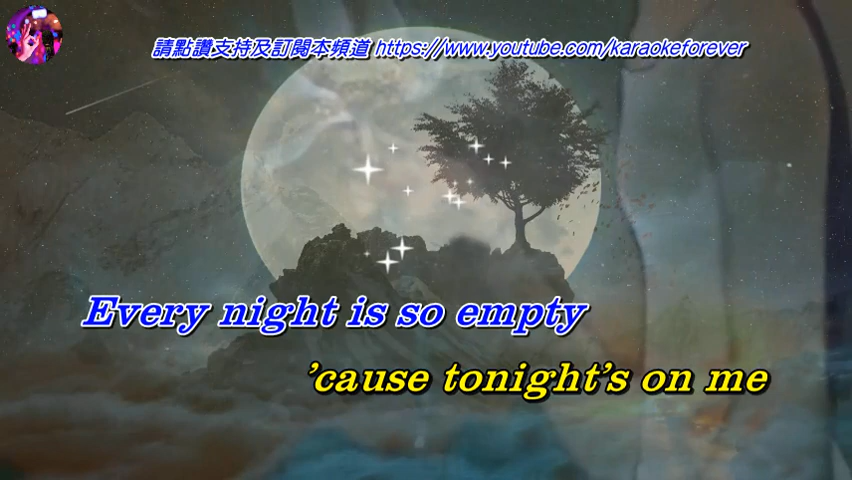 請點讚支持及訂閱本頻道 https://www.youtube.com/karaokeforever
Every night is so empty
’cause tonight’s on me